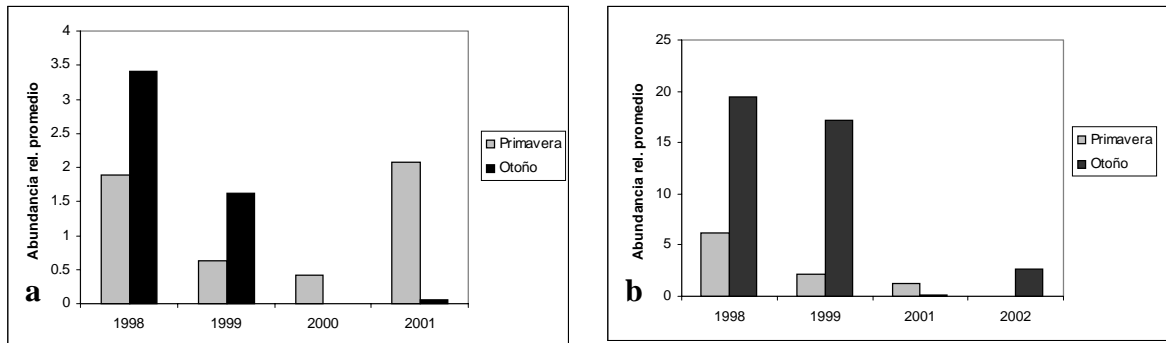 4
3.5
3
2.5
2
1.5
1
0.5
0
Abundancia rel. promedio
1998 1999 2000 2001
Primavera
Otoño
a
25
20
15
10
5
0
Abundancia rel. promedio
1998 1999 2001 2002
Primavera
Otoño
b